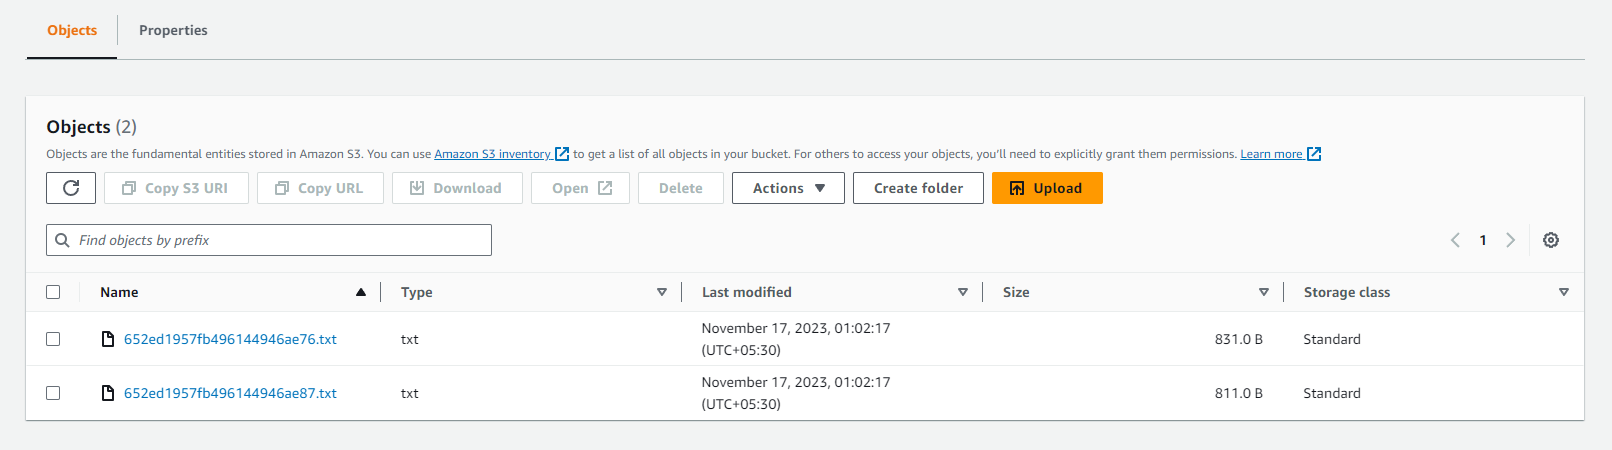 Objects Properties
Objects (2)
Objects are the fundamental entities stored in Amazon S3. You can use Amazon S3 inventory to get a list of all objects in your bucket. For others to access your objects, you'll need to explicitly grant them permissions. Learn more
Copy S3 URI Copy URL Download Open Delete Actions Create folder Upload
Find objects by prefix 1
Name Type Last modified Size Storage class
652ed1957fb496144946ae76.txt txt November 17, 2023, 01:02:17 (UTC+05:30) 831.0 B Standard
652ed1957fb496144946ae87.txt txt November 17, 2023, 01:02:17 (UTC+05:30) 811.0 B Standard